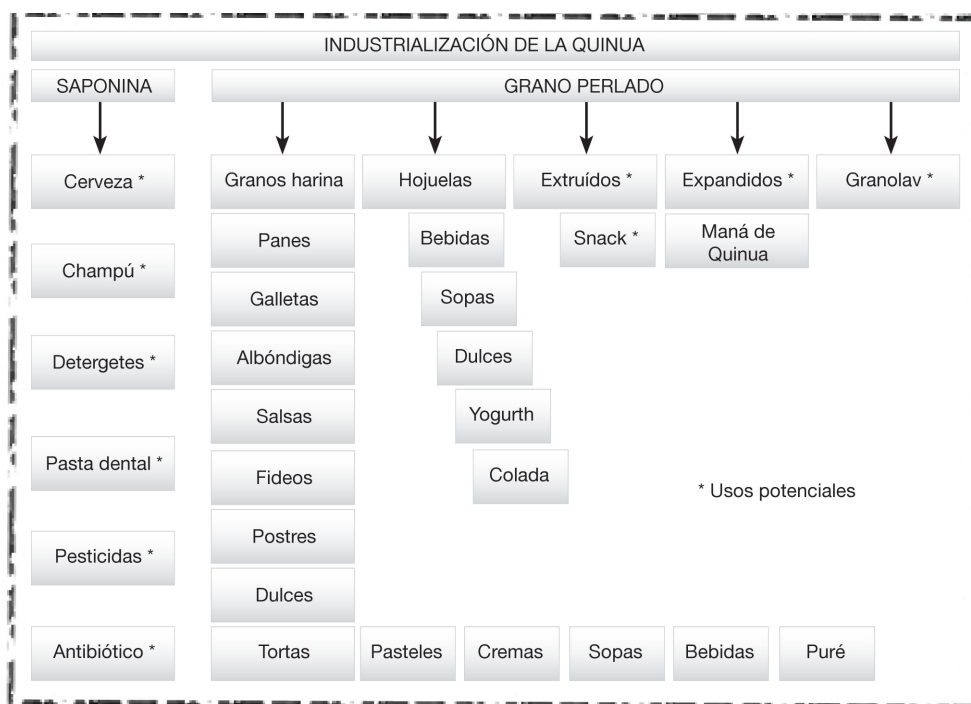 INDUSTRIALIZACIÓN DE LA QUINUA
SAPONINA
GRANO PERLADO
Cerveza *
Granos harina
Hojuelas
Extruídos *
Expandidos *
Granolav *
Champú *
Detergetes *
Pasta dental *
Pesticidas *
Antibiótico *
Panes
Galletas
Albóndigas
Salsas
Fideos
Postres
Dulces
Tortas
Pasteles
Cremas
Sopas
Bebidas
Puré
Bebidas
Sopas
Dulces
Yogurth
Colada
Snack *
Maná de
Quinua
* Usos potenciales